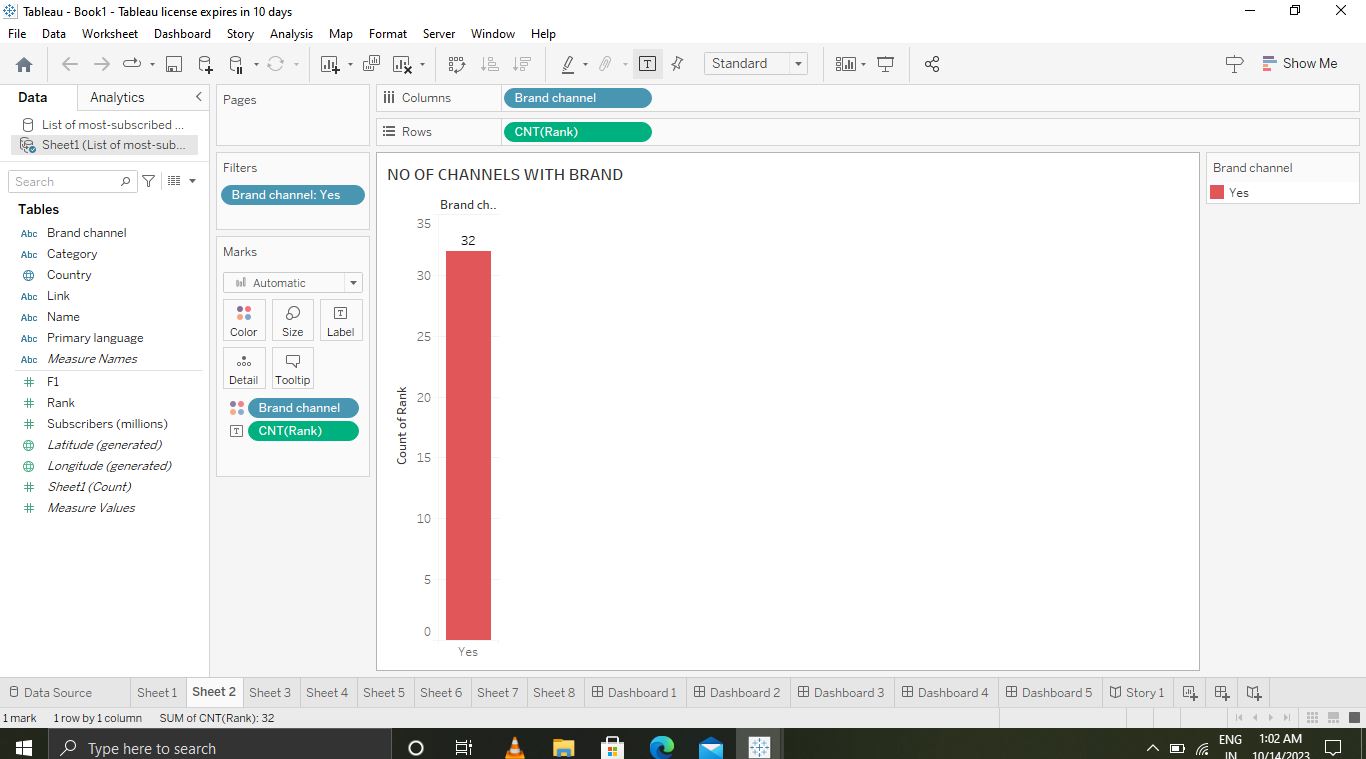 Tableau - Book1 - Tableau license expires in 10 days
File Data Worksheet Dashboard Story Analysis Map Format Server Window Help
Standard
Show Me
Data Analytics
List of most-subscribed ...
Sheet1 (List of most-sub...
Search
Tables
Abc Brand channel
Abc Category
Country
Abc Link
Abc Name
Abc Primary language
Abc Measure Names
# F1
# Rank
# Subscribers (millions)
Latitude (generated)
Longitude (generated)
# Sheet1 (Count)
# Measure Values
Pages
Filters
Brand channel: Yes
Marks
Automatic
Color Size Label
Detail Tooltip
Brand channel
CNT(Rank)
Columns Brand channel
Rows CNT(Rank)
NO OF CHANNELS WITH BRAND
Brand ch..
35
32
30
25
20
15
10
5
0
Count of Rank
Yes
Brand channel
Yes
Data Source Sheet 1 Sheet 2 Sheet 3 Sheet 4 Sheet 5 Sheet 6 Sheet 7 Sheet 8 Dashboard 1 Dashboard 2 Dashboard 3 Dashboard 4 Dashboard 5 Story 1
1 mark 1 row by 1 column SUM of CNT(Rank): 32
Type here to search
ENG
IN
1:02 AM
10/14/2023